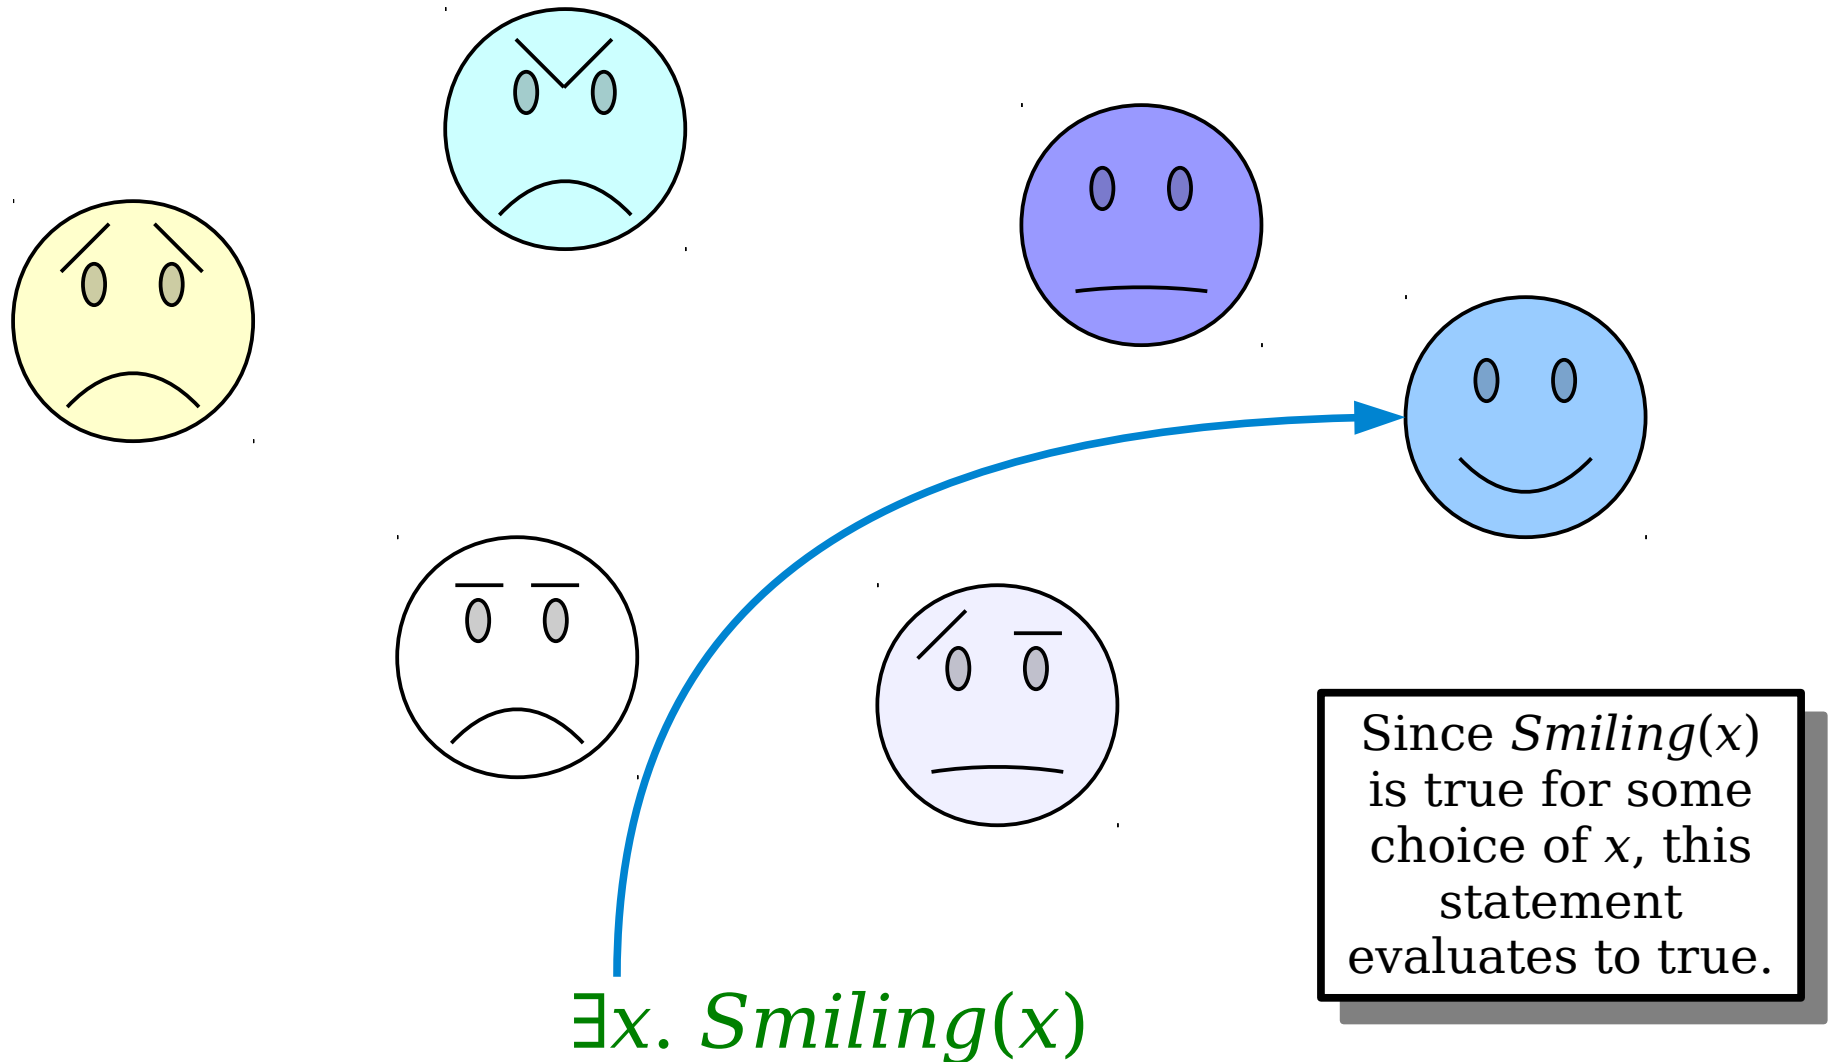 Since Smiling(x)
is true for some
choice of x, this
statement
evaluates to true.
∃x. Smiling(x)